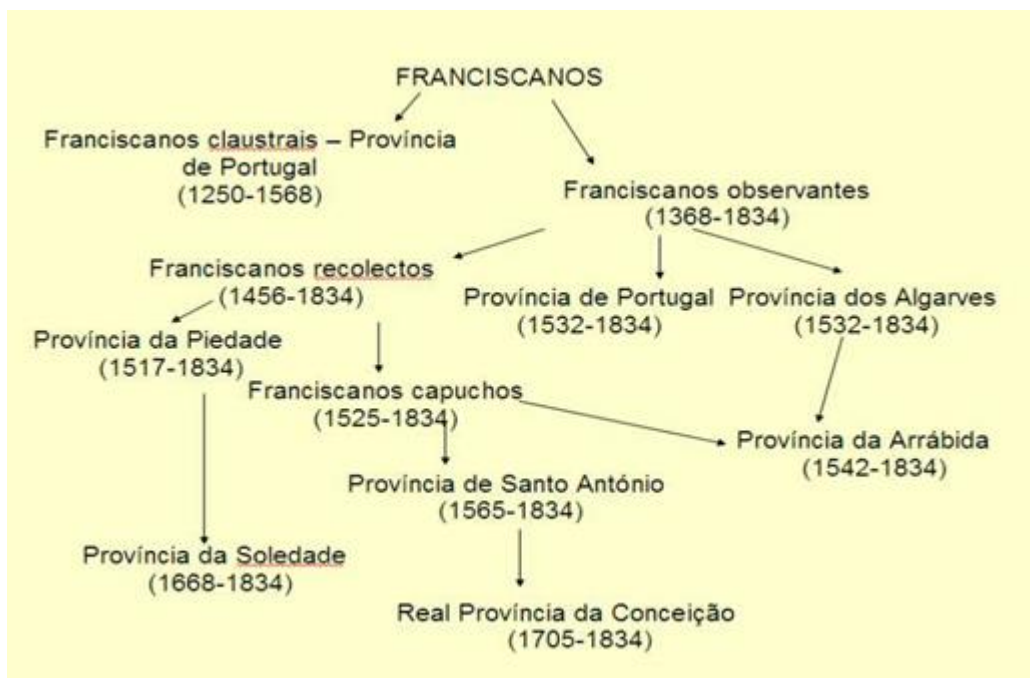 FRANCISCANOS
Franciscanos claustrais – Província
de Portugal
(1250-1568)
Franciscanos observantes
(1368-1834)
Franciscanos recolectos
(1456-1834)
Província de Portugal
(1532-1834)
Província dos Algarves
(1532-1834)
Província da Piedade
(1517-1834)
Franciscanos capuchos
(1525-1834)
Província da Arrábida
(1542-1834)
Província de Santo António
(1565-1834)
Província da Soledade
(1668-1834)
Real Província da Conceição
(1705-1834)